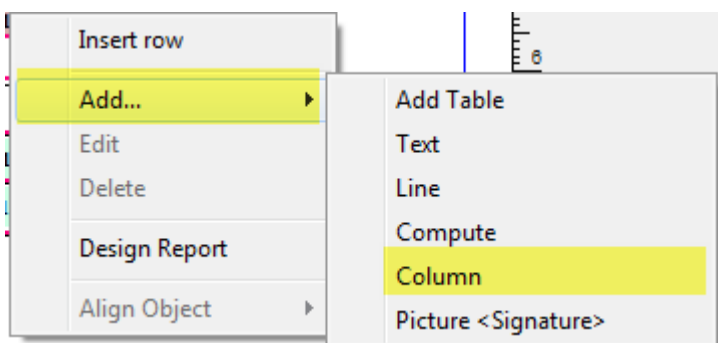 Insert row
Add...
Edit
Delete
Design Report
Align Object
6
Add Table
Text
Line
Compute
Column
Picture <Signature>